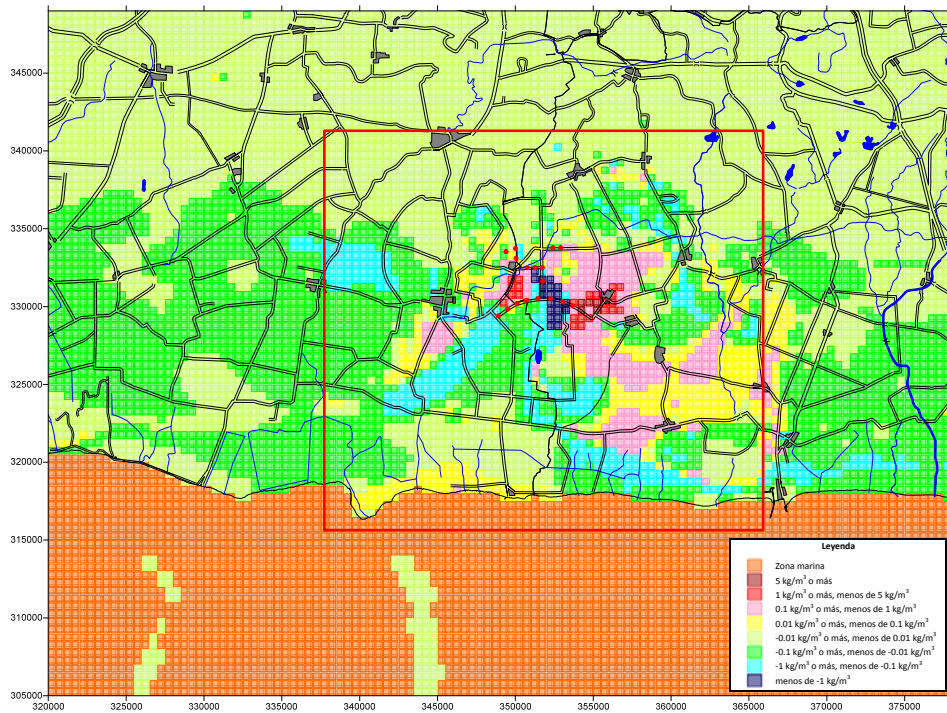 345000
340000
335000
330000
325000
320000
315000
310000
305000
320000 325000 330000 335000 340000 345000 350000 355000 360000 365000 370000 375000
Leyenda
Zona marina
5 kg/m³ o más
1 kg/m³ o más, menos de 5 kg/m³
0.1 kg/m³ o más, menos de 1 kg/m³
0.01 kg/m³ o más, menos de 0.1 kg/m³
-0.01 kg/m³ o más, menos de 0.01 kg/m³
-0.1 kg/m³ o más, menos de -0.01 kg/m³
-1 kg/m³ o más, menos de -0.1 kg/m³
menos de -1 kg/m³